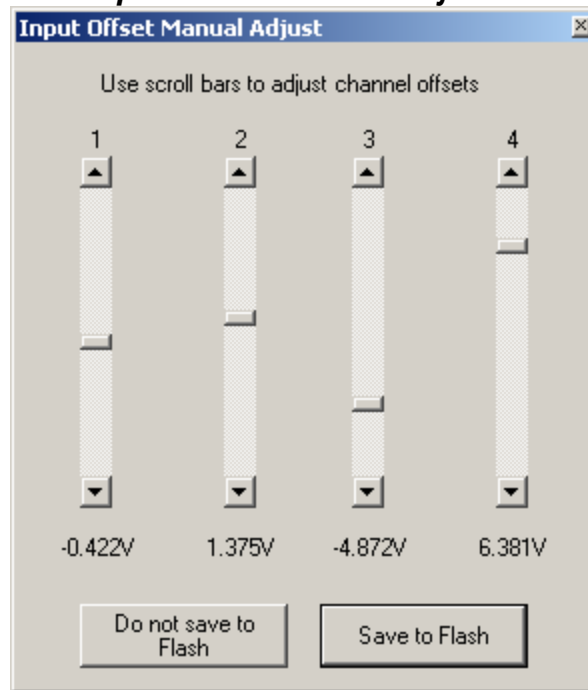 Input Offset Manual Adjust
Use scroll bars to adjust channel offsets
1 2 3 4
-0.422V 1.375V -4.872V 6.381V
Do not save to
Flash
Save to Flash